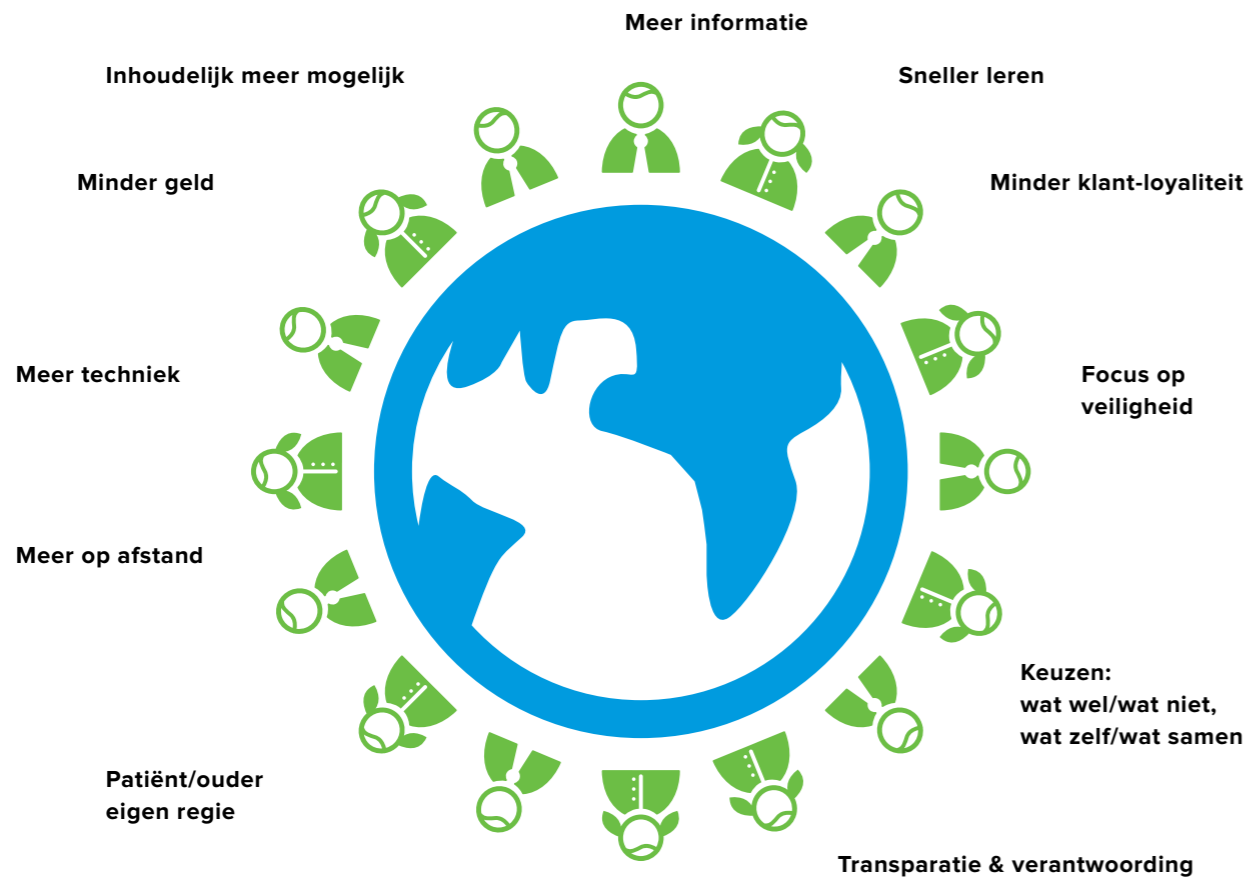 Meer informatie
Inhoudelijk meer mogelijk
Sneller leren
Minder geld
Minder klant-loyaliteit
Meer techniek
Focus op
veiligheid
Meer op afstand
Keuzen:
wat wel/wat niet,
wat zelf/wat samen
Patiënt/ouder
eigen regie
Transparatie & verantwoording